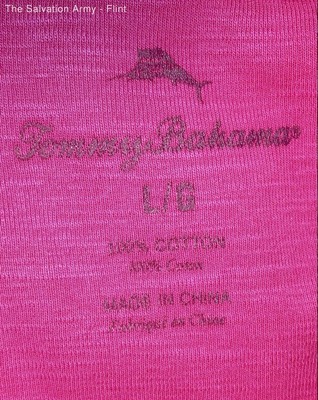 The Salvation Army - Flint
Tommy Bahama
L/G
100% COTTON
100% Coton
MADE IN CHINA
Fabriqué en Chine